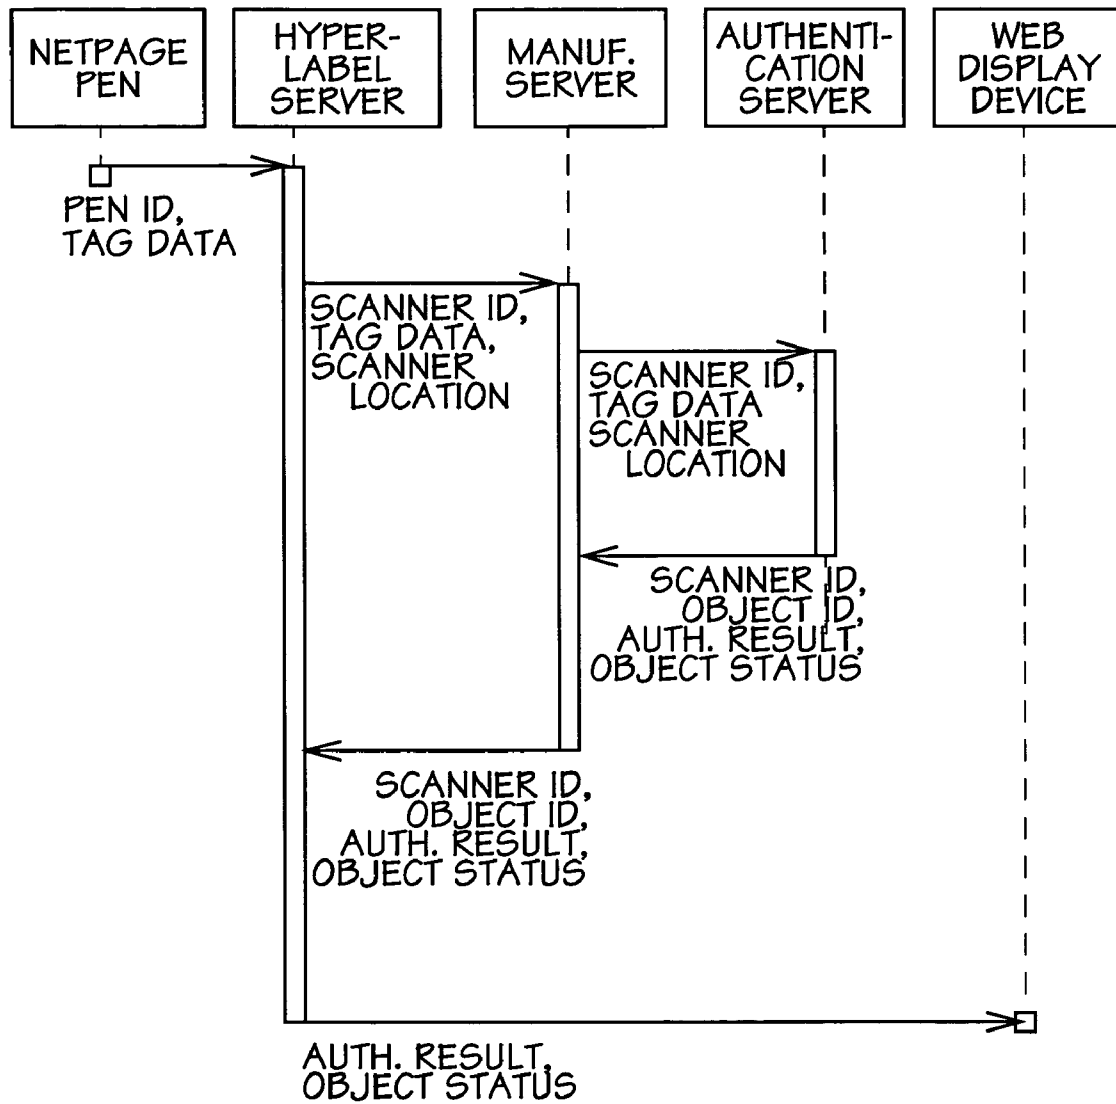 NETPAGE
PEN
HYPER-
LABEL
SERVER
MANUF.
SERVER
AUTHENTI-
CATION
SERVER
WEB
DISPLAY
DEVICE
PEN ID,
TAG DATA
SCANNER ID,
TAG DATA,
SCANNER
LOCATION
SCANNER ID,
TAG DATA
SCANNER
LOCATION
SCANNER ID,
OBJECT ID,
AUTH. RESULT,
OBJECT STATUS
SCANNER ID,
OBJECT ID,
AUTH. RESULT,
OBJECT STATUS
AUTH. RESULT,
OBJECT STATUS